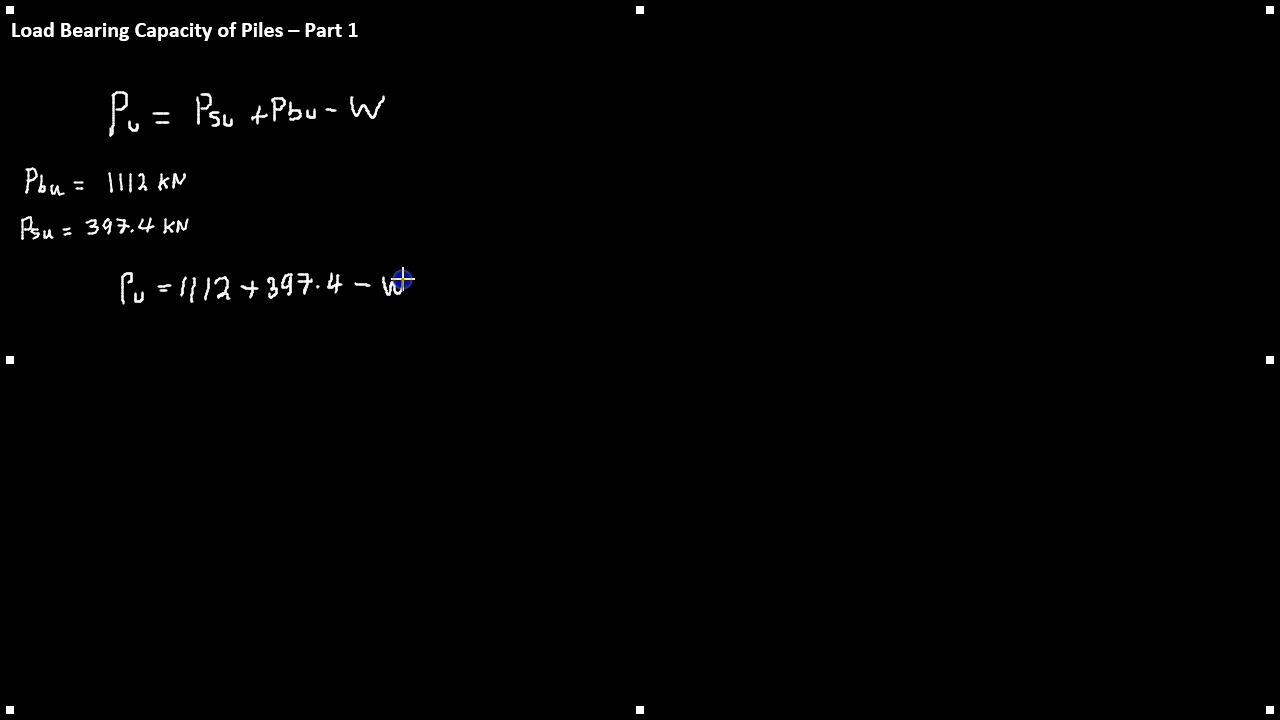 Load Bearing Capacity of Piles – Part 1
Pu = Psu + Pbu - W
Pbu = 1112 KN
Psu = 397.4 KN
Pu = 1112 + 397.4 - W